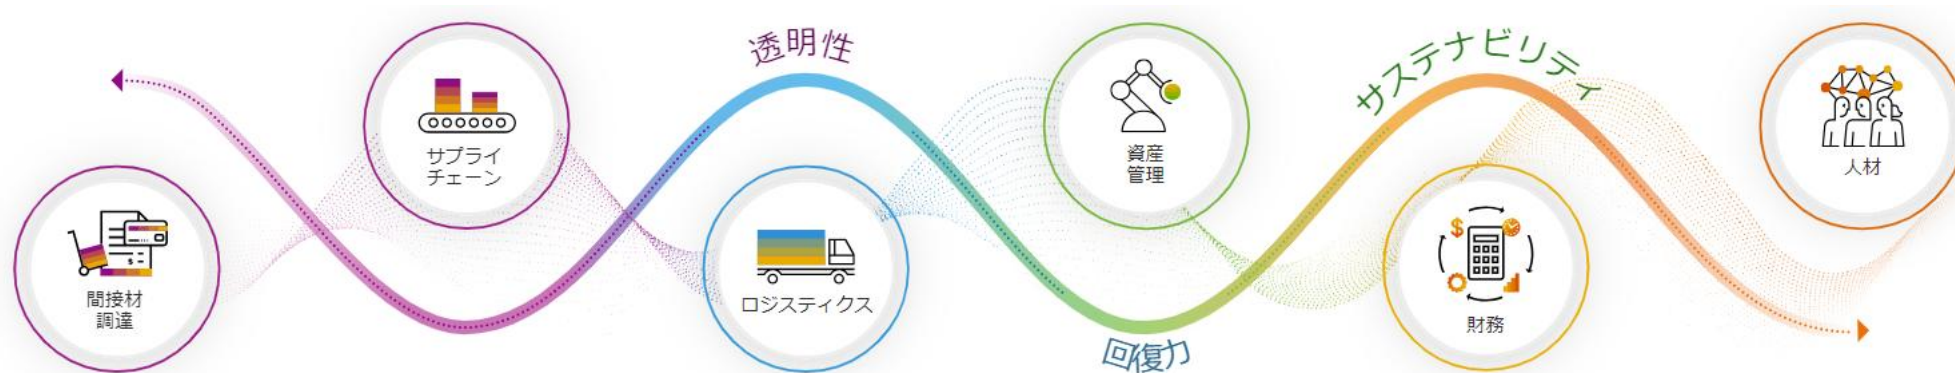 間接材
調達
サプライ
チェーン
透明性
ロジスティクス
資産
管理
回復力
サステナビリティ
財務
人材